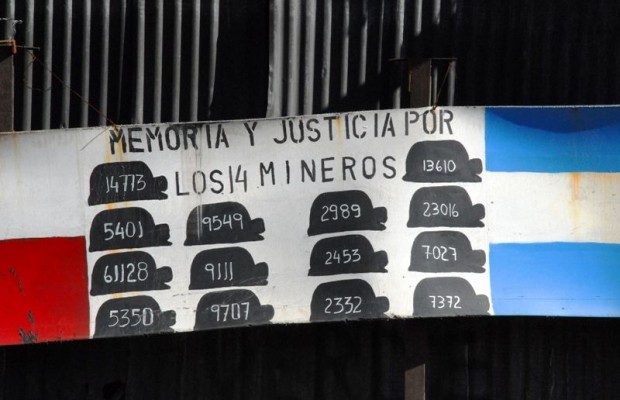 MEMORIA Y JUSTICIA POR
LOS 14 MINEROS
14773 13610
5401 9549 2989 23016
61128 9111 2453 7027
5350 9707 2332 7372